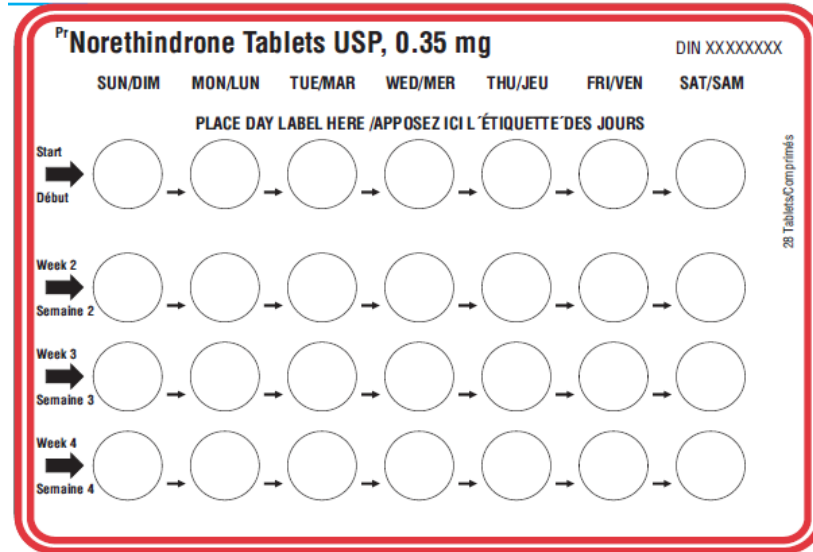 PrNorethindrone Tablets USP, 0.35 mg
DIN XXXXXXXX
SUN/DIM MON/LUN TUE/MAR WED/MER THU/JEU FRI/VEN SAT/SAM
PLACE DAY LABEL HERE /APPOSEZ ICI L´ÉTIQUETTE´DES JOURS
Start
Début
28 Tablets/Comprimés
Week 2
Semaine 2
Week 3
Semaine 3
Week 4
Semaine 4